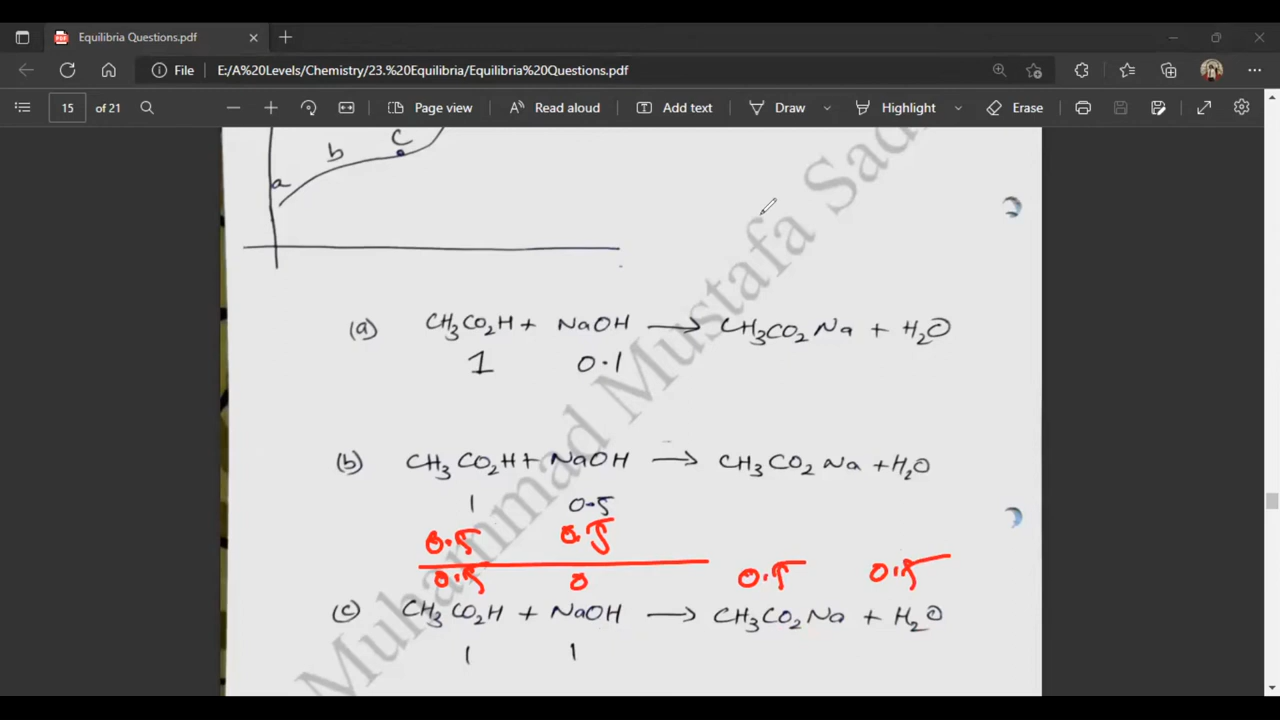 Equilibria Questions.pdf
File E:/A%20Levels/Chemistry/23.%20Equilibria/Equilibria%20Questions.pdf
15 of 21 Page view Read aloud Add text Draw Highlight Erase
b c
a
(a) CH3CO2H + NaOH → CH3CO2Na + H2O
1 0.1
(b) CH3CO2H + NaOH → CH3CO2Na + H2O
1 0.5
0.5 0.5
0.5 0 0.5 0.5
(c) CH3CO2H + NaOH → CH3CO2Na + H2O
1 1
Muhammad Mustafa